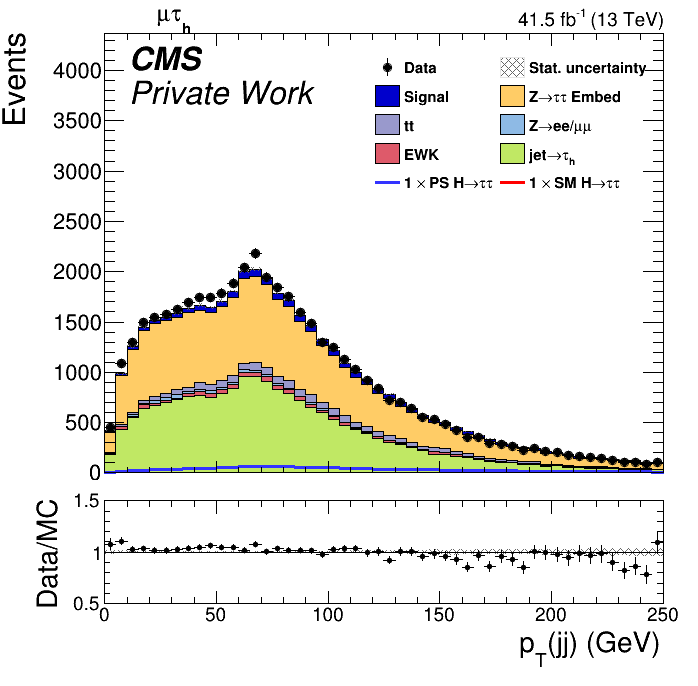 μτh 41.5 fb-1 (13 TeV)
CMS
Private Work
Data
Stat. uncertainty
Signal
Z→ττ Embed
tt
Z→ee/μμ
EWK
jet→τh
1 × PS H→ττ
1 × SM H→ττ
Events
4000
3500
3000
2500
2000
1500
1000
500
0
Data/MC
1.5
1
0.5
0 50 100 150 200 250
pT(jj) (GeV)